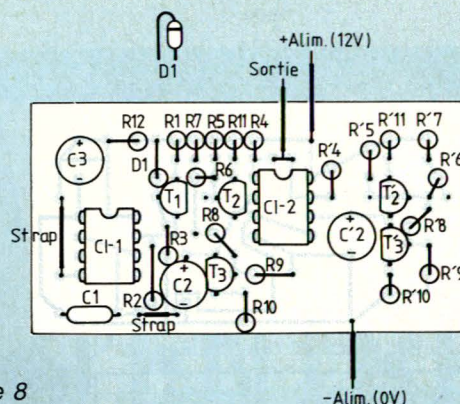 D1
+Alim.(12V)
Sortie
R12 R1 R7 R5 R11 R4 R'4 R'5 R'11 R'7
C3 D1 T1 R6 T2 CI-2 T'2 R'6
Strap CI-1 R3 R8 C'2 T'3 R'8
C1 R2 C2 T3 R9 R'10 R'9
Strap R10
e 8
-Alim.(0V)